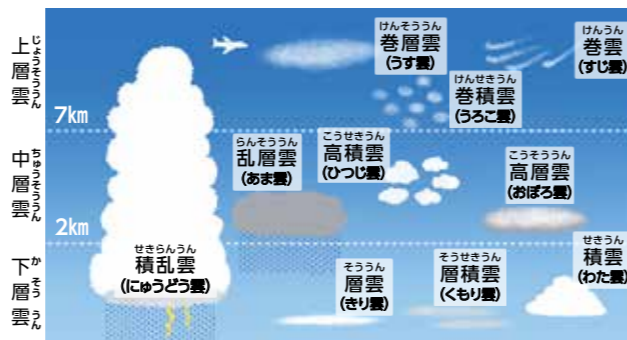 上層雲
じょうそううん
けんそううん
巻層雲
(うす雲)
けんうん
巻雲
(すじ雲)
けんせきうん
巻積雲
(うろこ雲)
7km
中層雲
ちゅうそううん
らんそううん
乱層雲
(あま雲)
こうせきうん
高積雲
(ひつじ雲)
こうそううん
高層雲
(おぼろ雲)
2km
下層雲
かそううん
せきらんうん
積乱雲
(にゅうどう雲)
そううん
層雲
(きり雲)
そうせきうん
層積雲
(くもり雲)
せきうん
積雲
(わた雲)